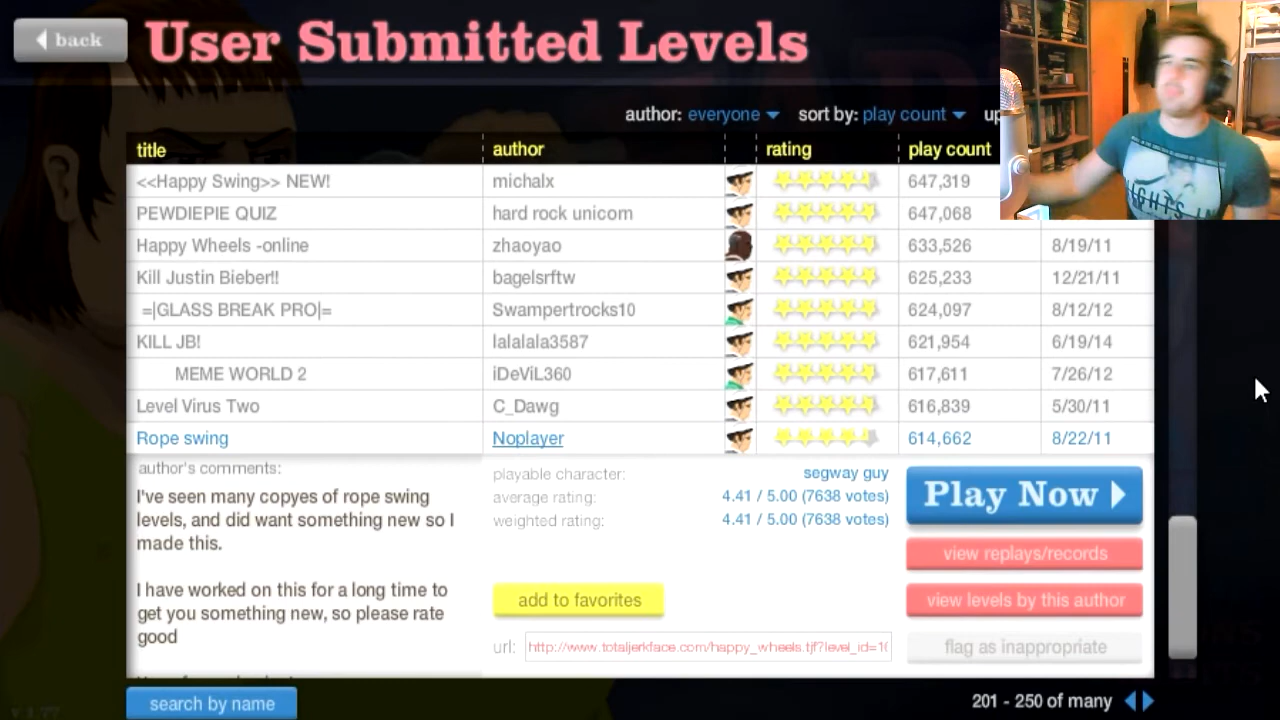 back
User Submitted Levels
author: everyone sort by: play count up
title author rating play count
<<Happy Swing>> NEW! michalx 647,319
PEWDIEPIE QUIZ hard rock unicorn 647,068
Happy Wheels -online zhaoyao 633,526 8/19/11
Kill Justin Bieber!! bagelsrftw 625,233 12/21/11
=|GLASS BREAK PRO|= Swampertrocks10 624,097 8/12/12
KILL JB! lalalala3587 621,954 6/19/14
MEME WORLD 2 iDeViL360 617,611 7/26/12
Level Virus Two C_Dawg 616,839 5/30/11
Rope swing Noplayer 614,662 8/22/11
author's comments:
I've seen many copyes of rope swing
levels, and did want something new so I
made this.
I have worked on this for a long time to
get you something new, so please rate
good
playable character: segway guy
average rating: 4.41 / 5.00 (7638 votes)
weighted rating: 4.41 / 5.00 (7638 votes)
add to favorites
url: http://www.totaljerkface.com/happy_wheels.tjf?level_id=1(
Play Now
view replays/records
view levels by this author
flag as inappropriate
search by name
201 - 250 of many